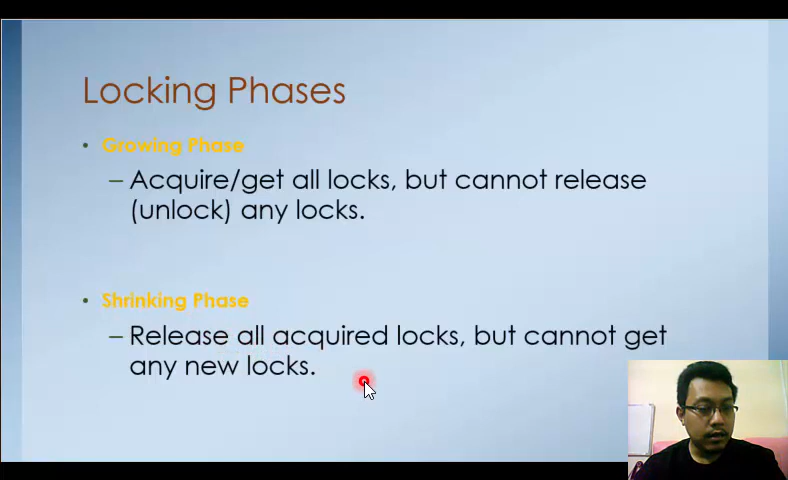 Locking Phases
• Growing Phase
– Acquire/get all locks, but cannot release
(unlock) any locks.
• Shrinking Phase
– Release all acquired locks, but cannot get
any new locks.